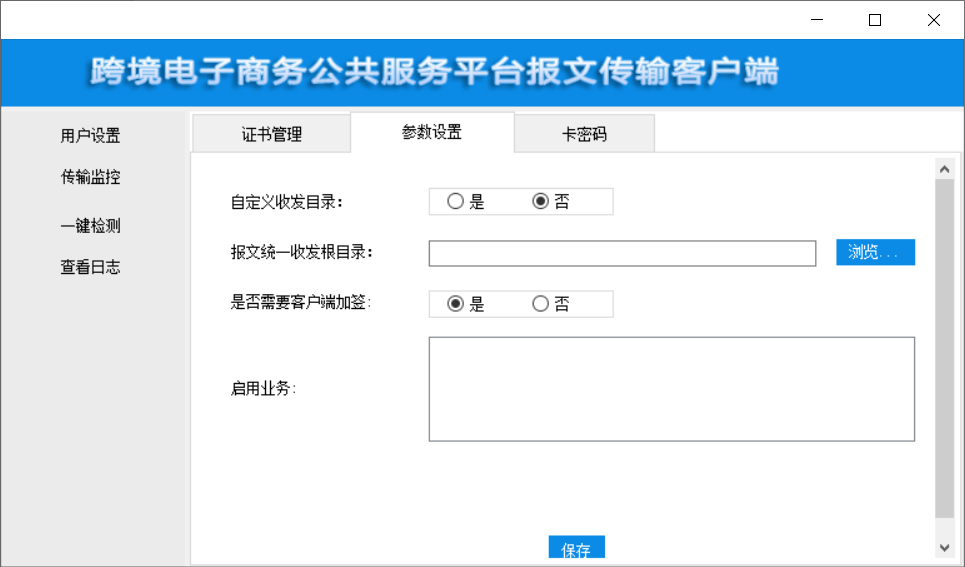 跨境电子商务公共服务平台报文传输客户端
用户设置
传输监控
一键检测
查看日志
证书管理 参数设置 卡密码
自定义收发目录： 是 否
报文统一收发根目录： 浏览...
是否需要客户端加签： 是 否
启用业务：
保存